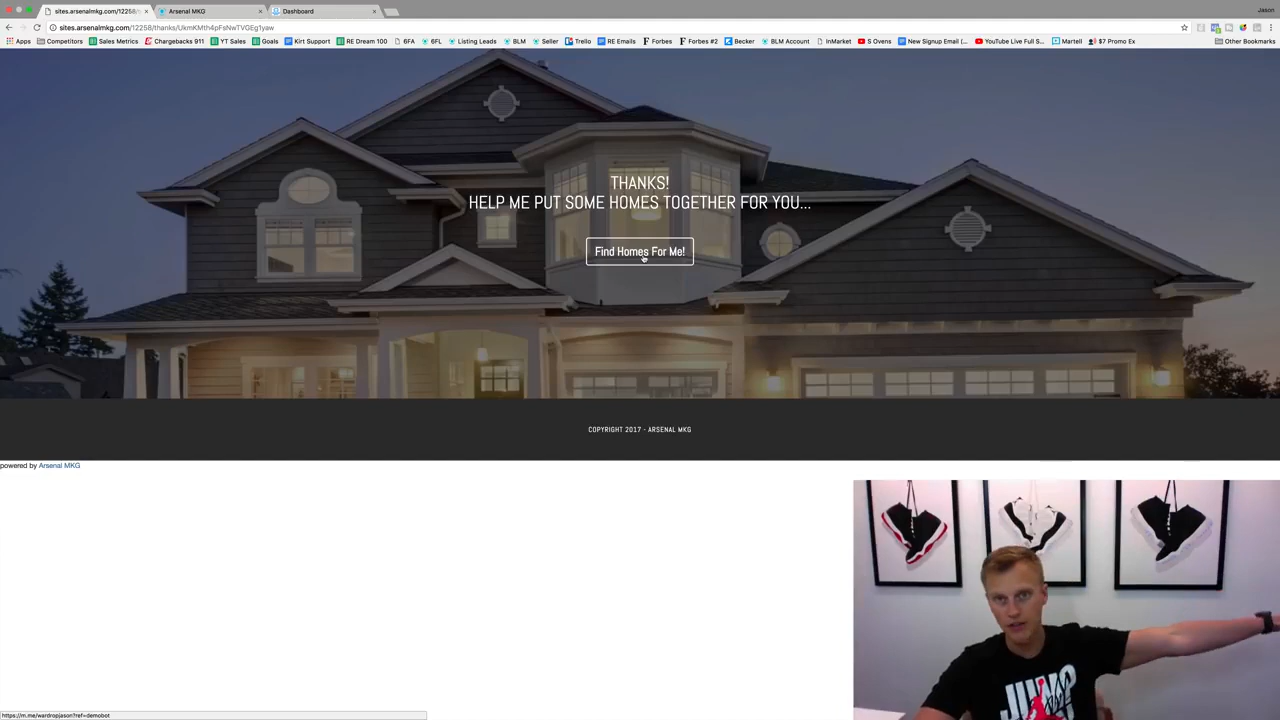 Jason
sites.arsenalmkg.com/12258/
Arsenal MKG
Dashboard
sites.arsenalmkg.com/12258/thanks/UkmKMth4pFsNwTVGEg1yaw
Apps
Competitors
Sales Metrics
Chargebacks 911
YT Sales
Goals
Kirt Support
RE Dream 100
6FA
6FL
Listing Leads
BLM
Seller
Trello
RE Emails
Forbes
Forbes #2
Becker
BLM Account
InMarket
S Ovens
New Signup Email (...
YouTube Live Full S...
Martell
$7 Promo Ex
Other Bookmarks
THANKS!
HELP ME PUT SOME HOMES TOGETHER FOR YOU...
Find Homes For Me!
COPYRIGHT 2017 - ARSENAL MKG
powered by Arsenal MKG
JUMP
https://m.me/wardropjason?ref=demobot